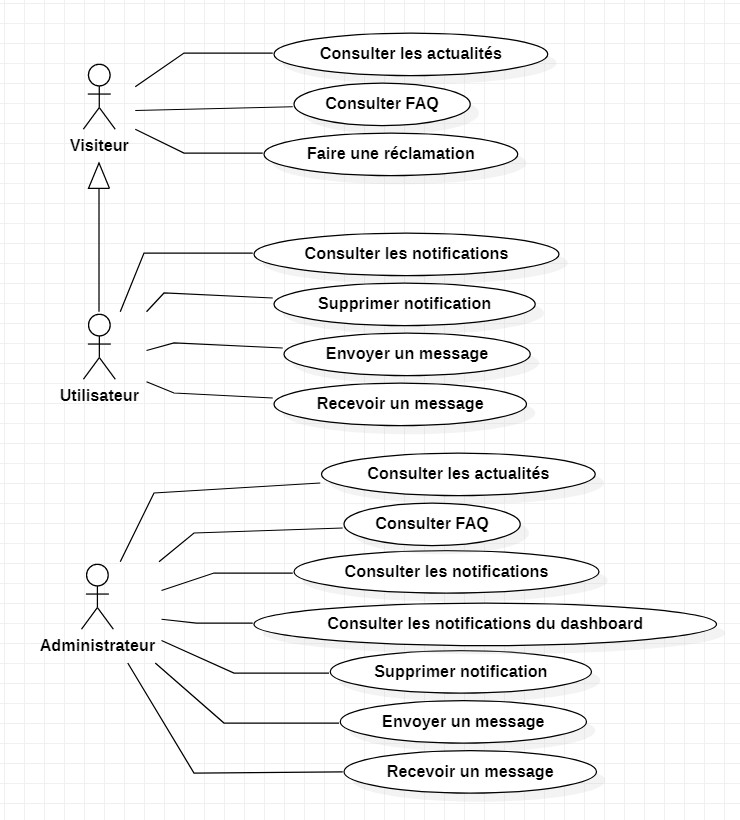 Consulter les actualités
Consulter FAQ
Visiteur
Faire une réclamation
Consulter les notifications
Supprimer notification
Envoyer un message
Utilisateur
Recevoir un message
Consulter les actualités
Consulter FAQ
Consulter les notifications
Consulter les notifications du dashboard
Administrateur
Supprimer notification
Envoyer un message
Recevoir un message